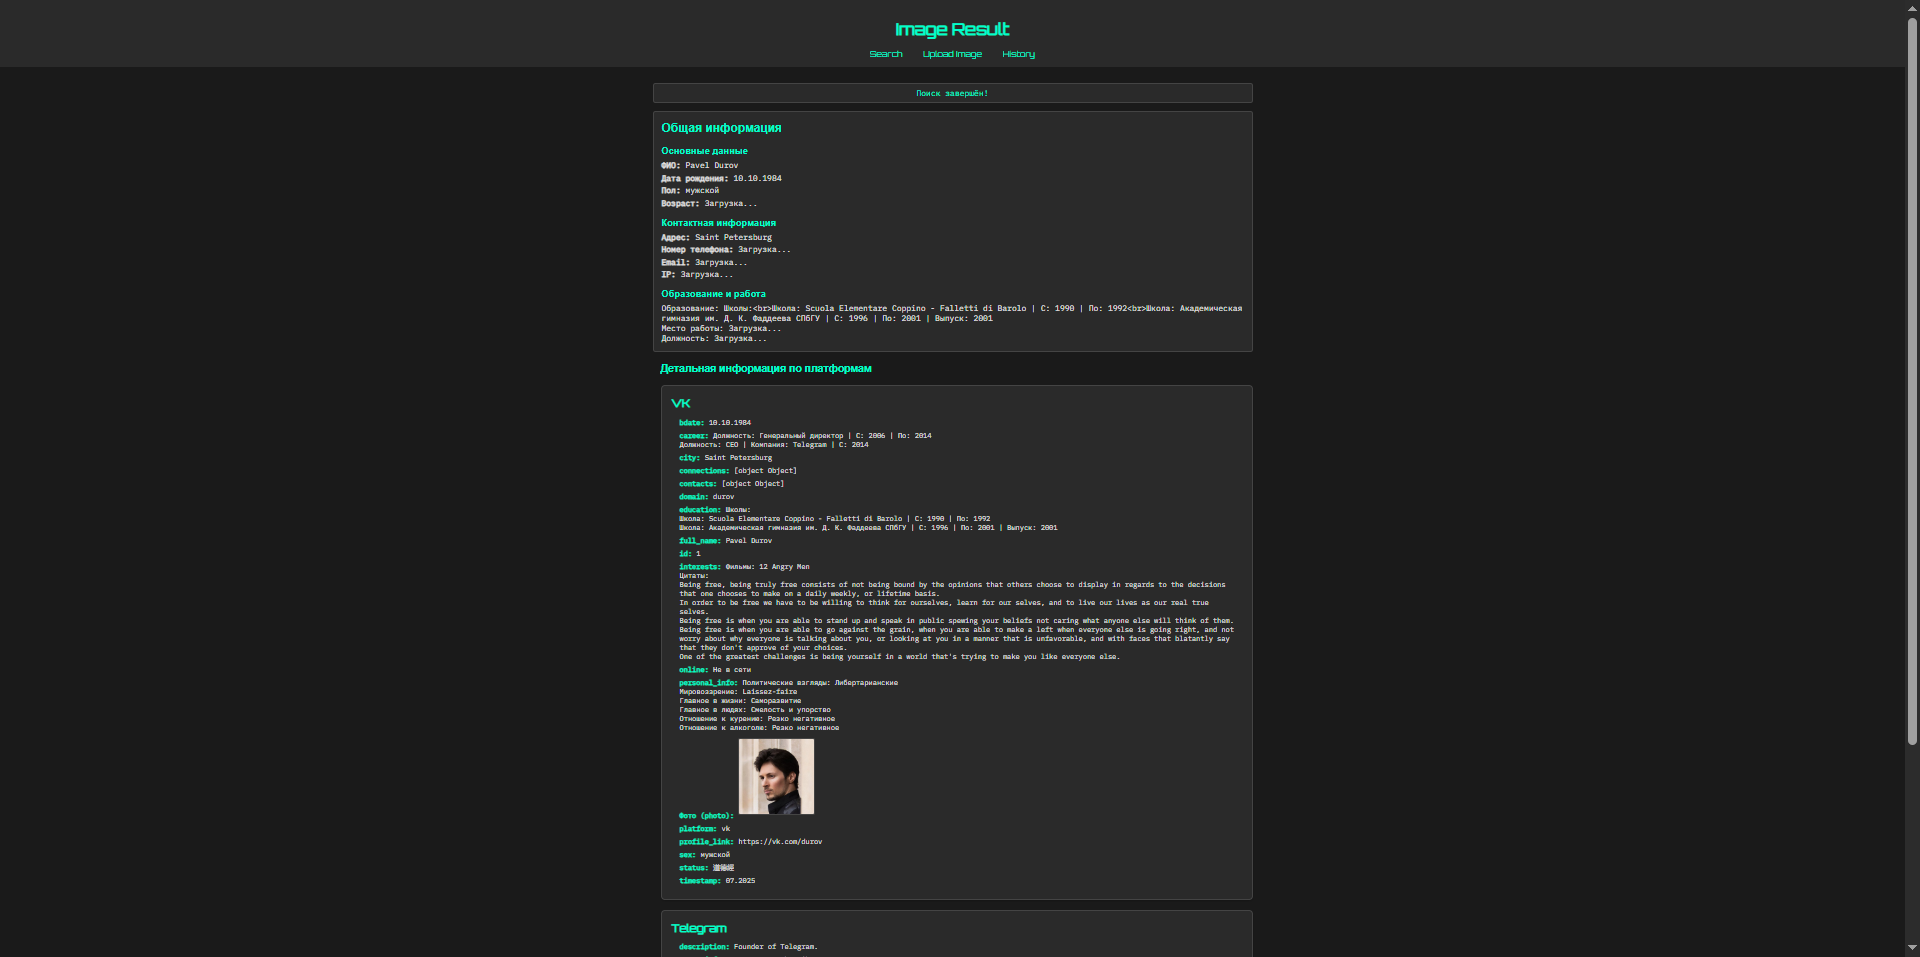 Image Result
Search Upload Image History
Поиск завершён!
Общая информация
Основные данные
ФИО: Pavel Durov
Дата рождения: 10.10.1984
Пол: мужской
Возраст: Загрузка...
Контактная информация
Адрес: Saint Petersburg
Номер телефона: Загрузка...
Email: Загрузка...
IP: Загрузка...
Образование и работа
Образование: Школы:<br>Школа: Scuola Elementare Coppino - Falletti di Barolo | С: 1990 | По: 1992<br>Школа: Академическая
гимназия им. Д. К. Фаддеева СПбГУ | С: 1996 | По: 2001 | Выпуск: 2001
Место работы: Загрузка...
Должность: Загрузка...
Детальная информация по платформам
VK
bdate: 10.10.1984
career: Должность: Генеральный директор | С: 2006 | По: 2014
Должность: CEO | Компания: Telegram | С: 2014
city: Saint Petersburg
connections: [object Object]
contacts: [object Object]
domain: durov
education: Школы:
Школа: Scuola Elementare Coppino - Falletti di Barolo | С: 1990 | По: 1992
Школа: Академическая гимназия им. Д. К. Фаддеева СПбГУ | С: 1996 | По: 2001 | Выпуск: 2001
full_name: Pavel Durov
id: 1
interests: Фильмы: 12 Angry Men
Цитаты:
Being free, being truly free consists of not being bound by the opinions that others choose to display in regards to the decisions
that one chooses to make on a daily weekly, or lifetime basis.
In order to be free we have to be willing to think for ourselves, learn for our selves, and to live our lives as our real true
selves.
Being free is when you are able to stand up and speak in public spewing your beliefs not caring what anyone else will think of them.
Being free is when you are able to go against the grain, when you are able to make a left when everyone else is going right, and not
worry about why everyone is talking about you, or looking at you in a manner that is unfavorable, and with faces that blatantly say
that they don't approve of your choices.
One of the greatest challenges is being yourself in a world that's trying to make you like everyone else.
online: Не в сети
personal_info: Политические взгляды: Либертарианские
Мировоззрение: Laissez-faire
Главное в жизни: Саморазвитие
Главное в людях: Смелость и упорство
Отношение к курению: Резко негативное
Отношение к алкоголю: Резко негативное
Фото (photo):
platform: vk
profile_link: https://vk.com/durov
sex: мужской
status: 道德經
timestamp: 07.2025
Telegram
description: Founder of Telegram.